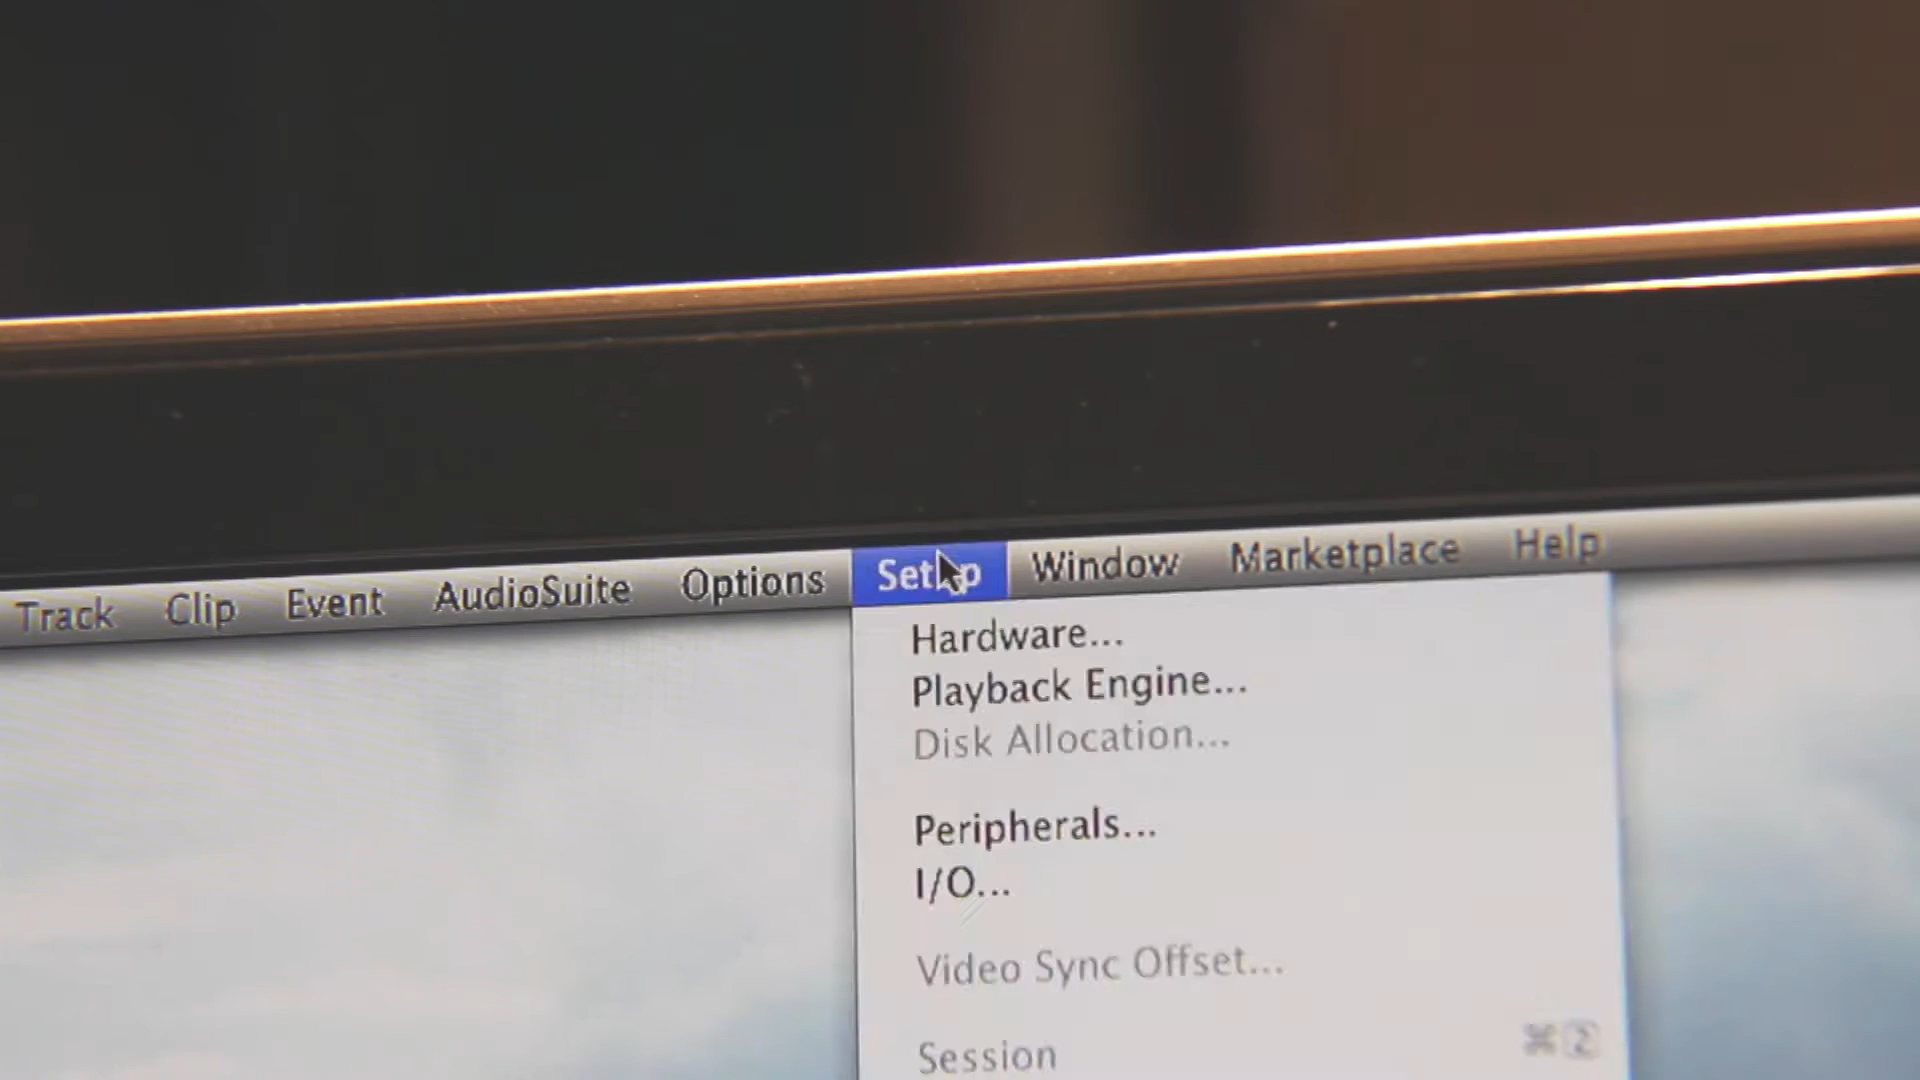 Track Clip Event AudioSuite Options Setup Window Marketplace Help
Hardware...
Playback Engine...
Disk Allocation...
Peripherals...
I/O...
Video Sync Offset...
Session ⌘2